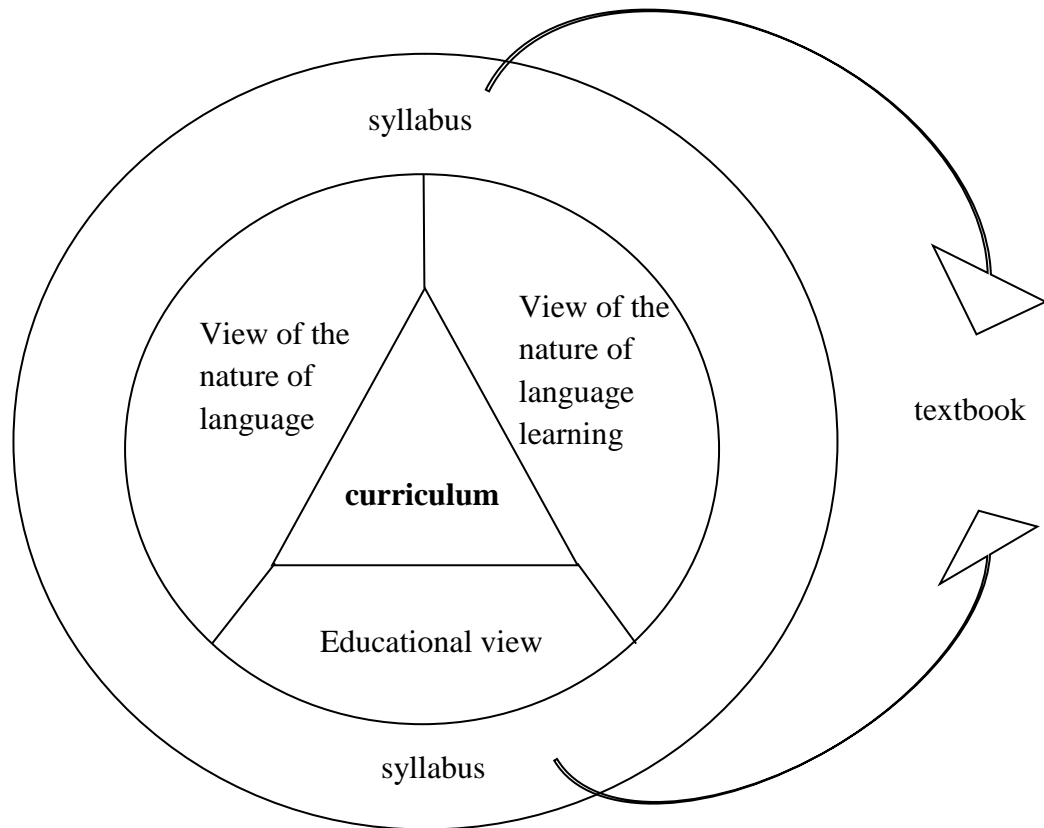 syllabus
View of the
nature of
language
View of the
nature of
language
learning
textbook
curriculum
Educational view
syllabus